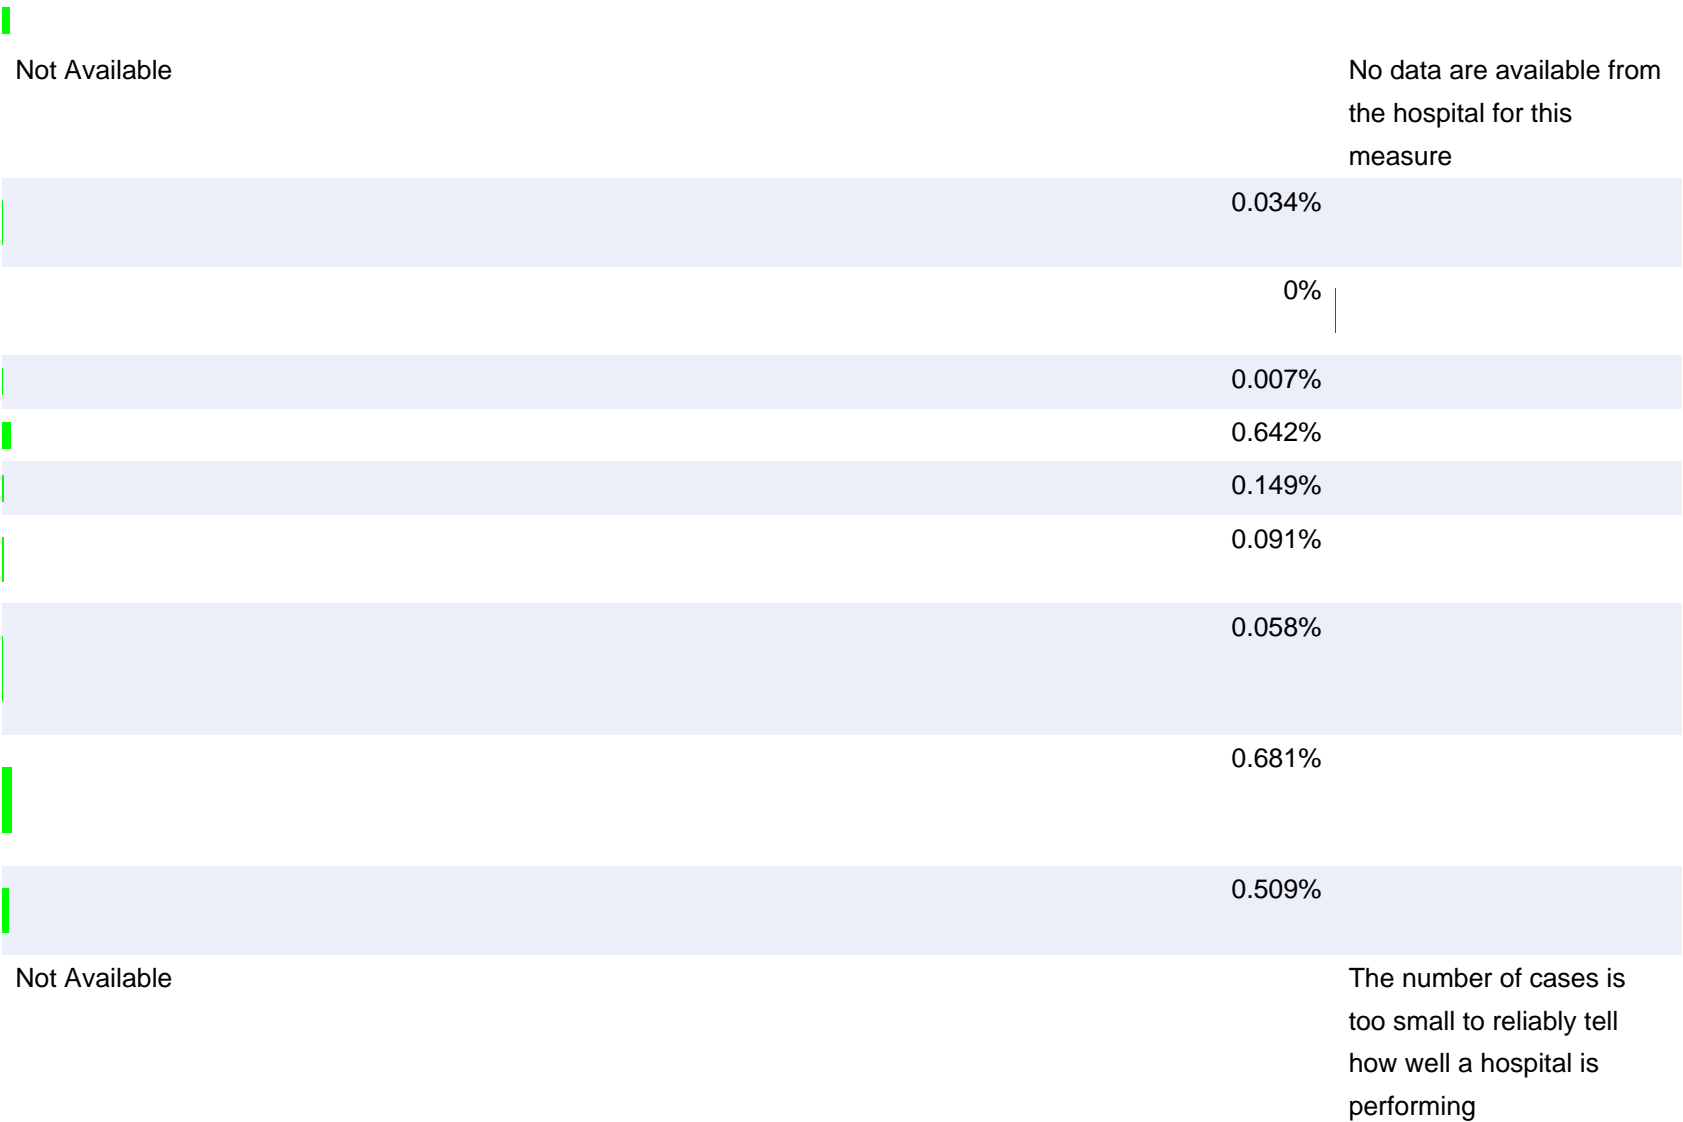 Not Available
No data are available from
the hospital for this
measure
0.034%
0%
0.007%
0.642%
0.149%
0.091%
0.058%
0.681%
0.509%
Not Available
The number of cases is
too small to reliably tell
how well a hospital is
performing